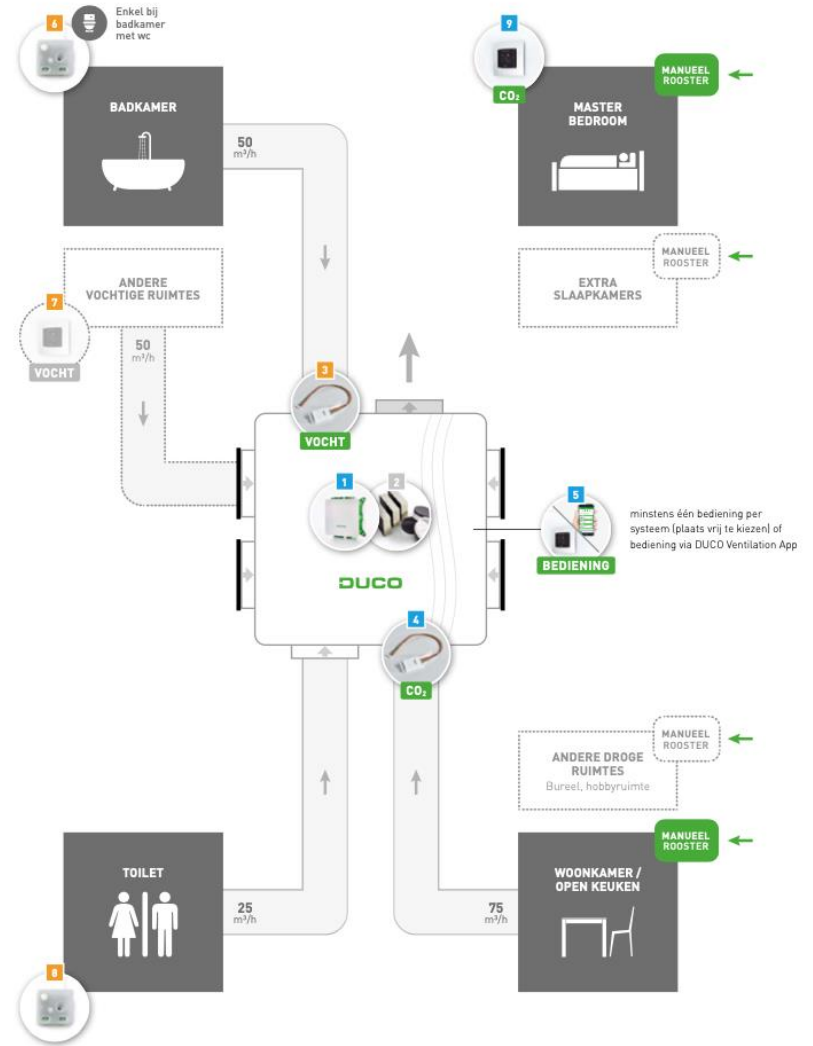 6
Enkel bij
badkamer
met wc
BADKAMER
50
m³/h
9
CO₂
MANUEEL
ROOSTER
MASTER
BEDROOM
ANDERE
VOCHTIGE RUIMTES
7
VOCHT
50
m³/h
MANUEEL
ROOSTER
EXTRA
SLAAPKAMERS
3
VOCHT
1
2
DUCO
5
BEDIENING
minstens één bediening per
systeem (plaats vrij te kiezen) of
bediening via DUCO Ventilation App
4
CO₂
MANUEEL
ROOSTER
ANDERE DROGE
RUIMTES
Bureel, hobbyruimte
TOILET
25
m³/h
8
75
m³/h
MANUEEL
ROOSTER
WOONKAMER /
OPEN KEUKEN